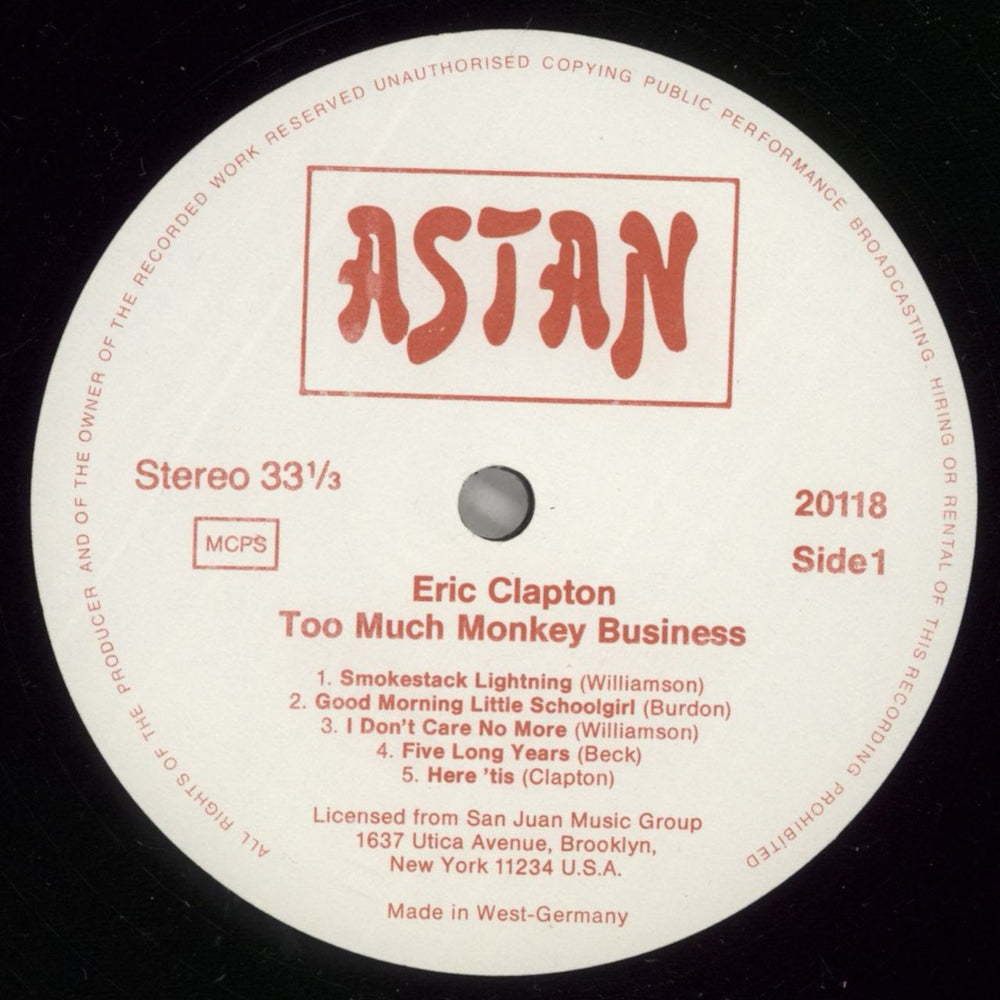 ALL RIGHTS OF THE PRODUCER AND OF THE OWNER OF THE RECORDED WORK RESERVED UNAUTHORISED COPYING PUBLIC PERFORMANCE BROADCASTING. HIRING OR RENTAL OF THIS RECORDING PROHIBITED
ASTAN
Stereo 33⅓
MCPS
20118
Side 1
Eric Clapton
Too Much Monkey Business
1. Smokestack Lightning (Williamson)
2. Good Morning Little Schoolgirl (Burdon)
3. I Don't Care No More (Williamson)
4. Five Long Years (Beck)
5. Here 'tis (Clapton)
Licensed from San Juan Music Group
1637 Utica Avenue, Brooklyn,
New York 11234 U.S.A.
Made in West-Germany